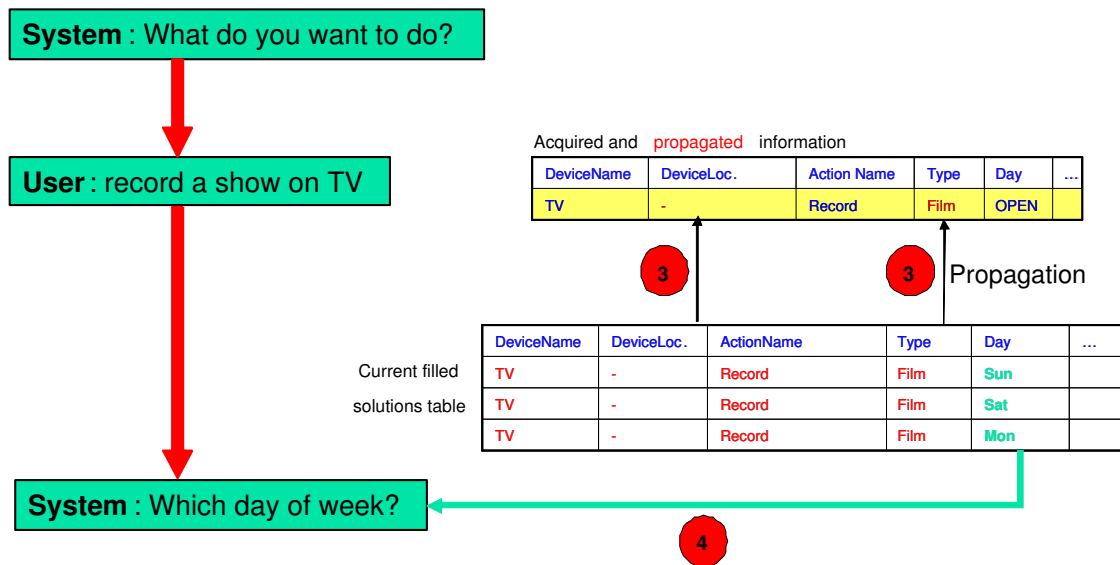 System : What do you want to do?
User : record a show on TV
Acquired and propagated information
DeviceName DeviceLoc. Action Name Type Day ...
TV - Record Film OPEN
3 3 Propagation
DeviceName DeviceLoc. ActionName Type Day ...
Current filled
TV - Record Film Sun
solutions table
TV - Record Film Sat
TV - Record Film Mon
System : Which day of week?
4